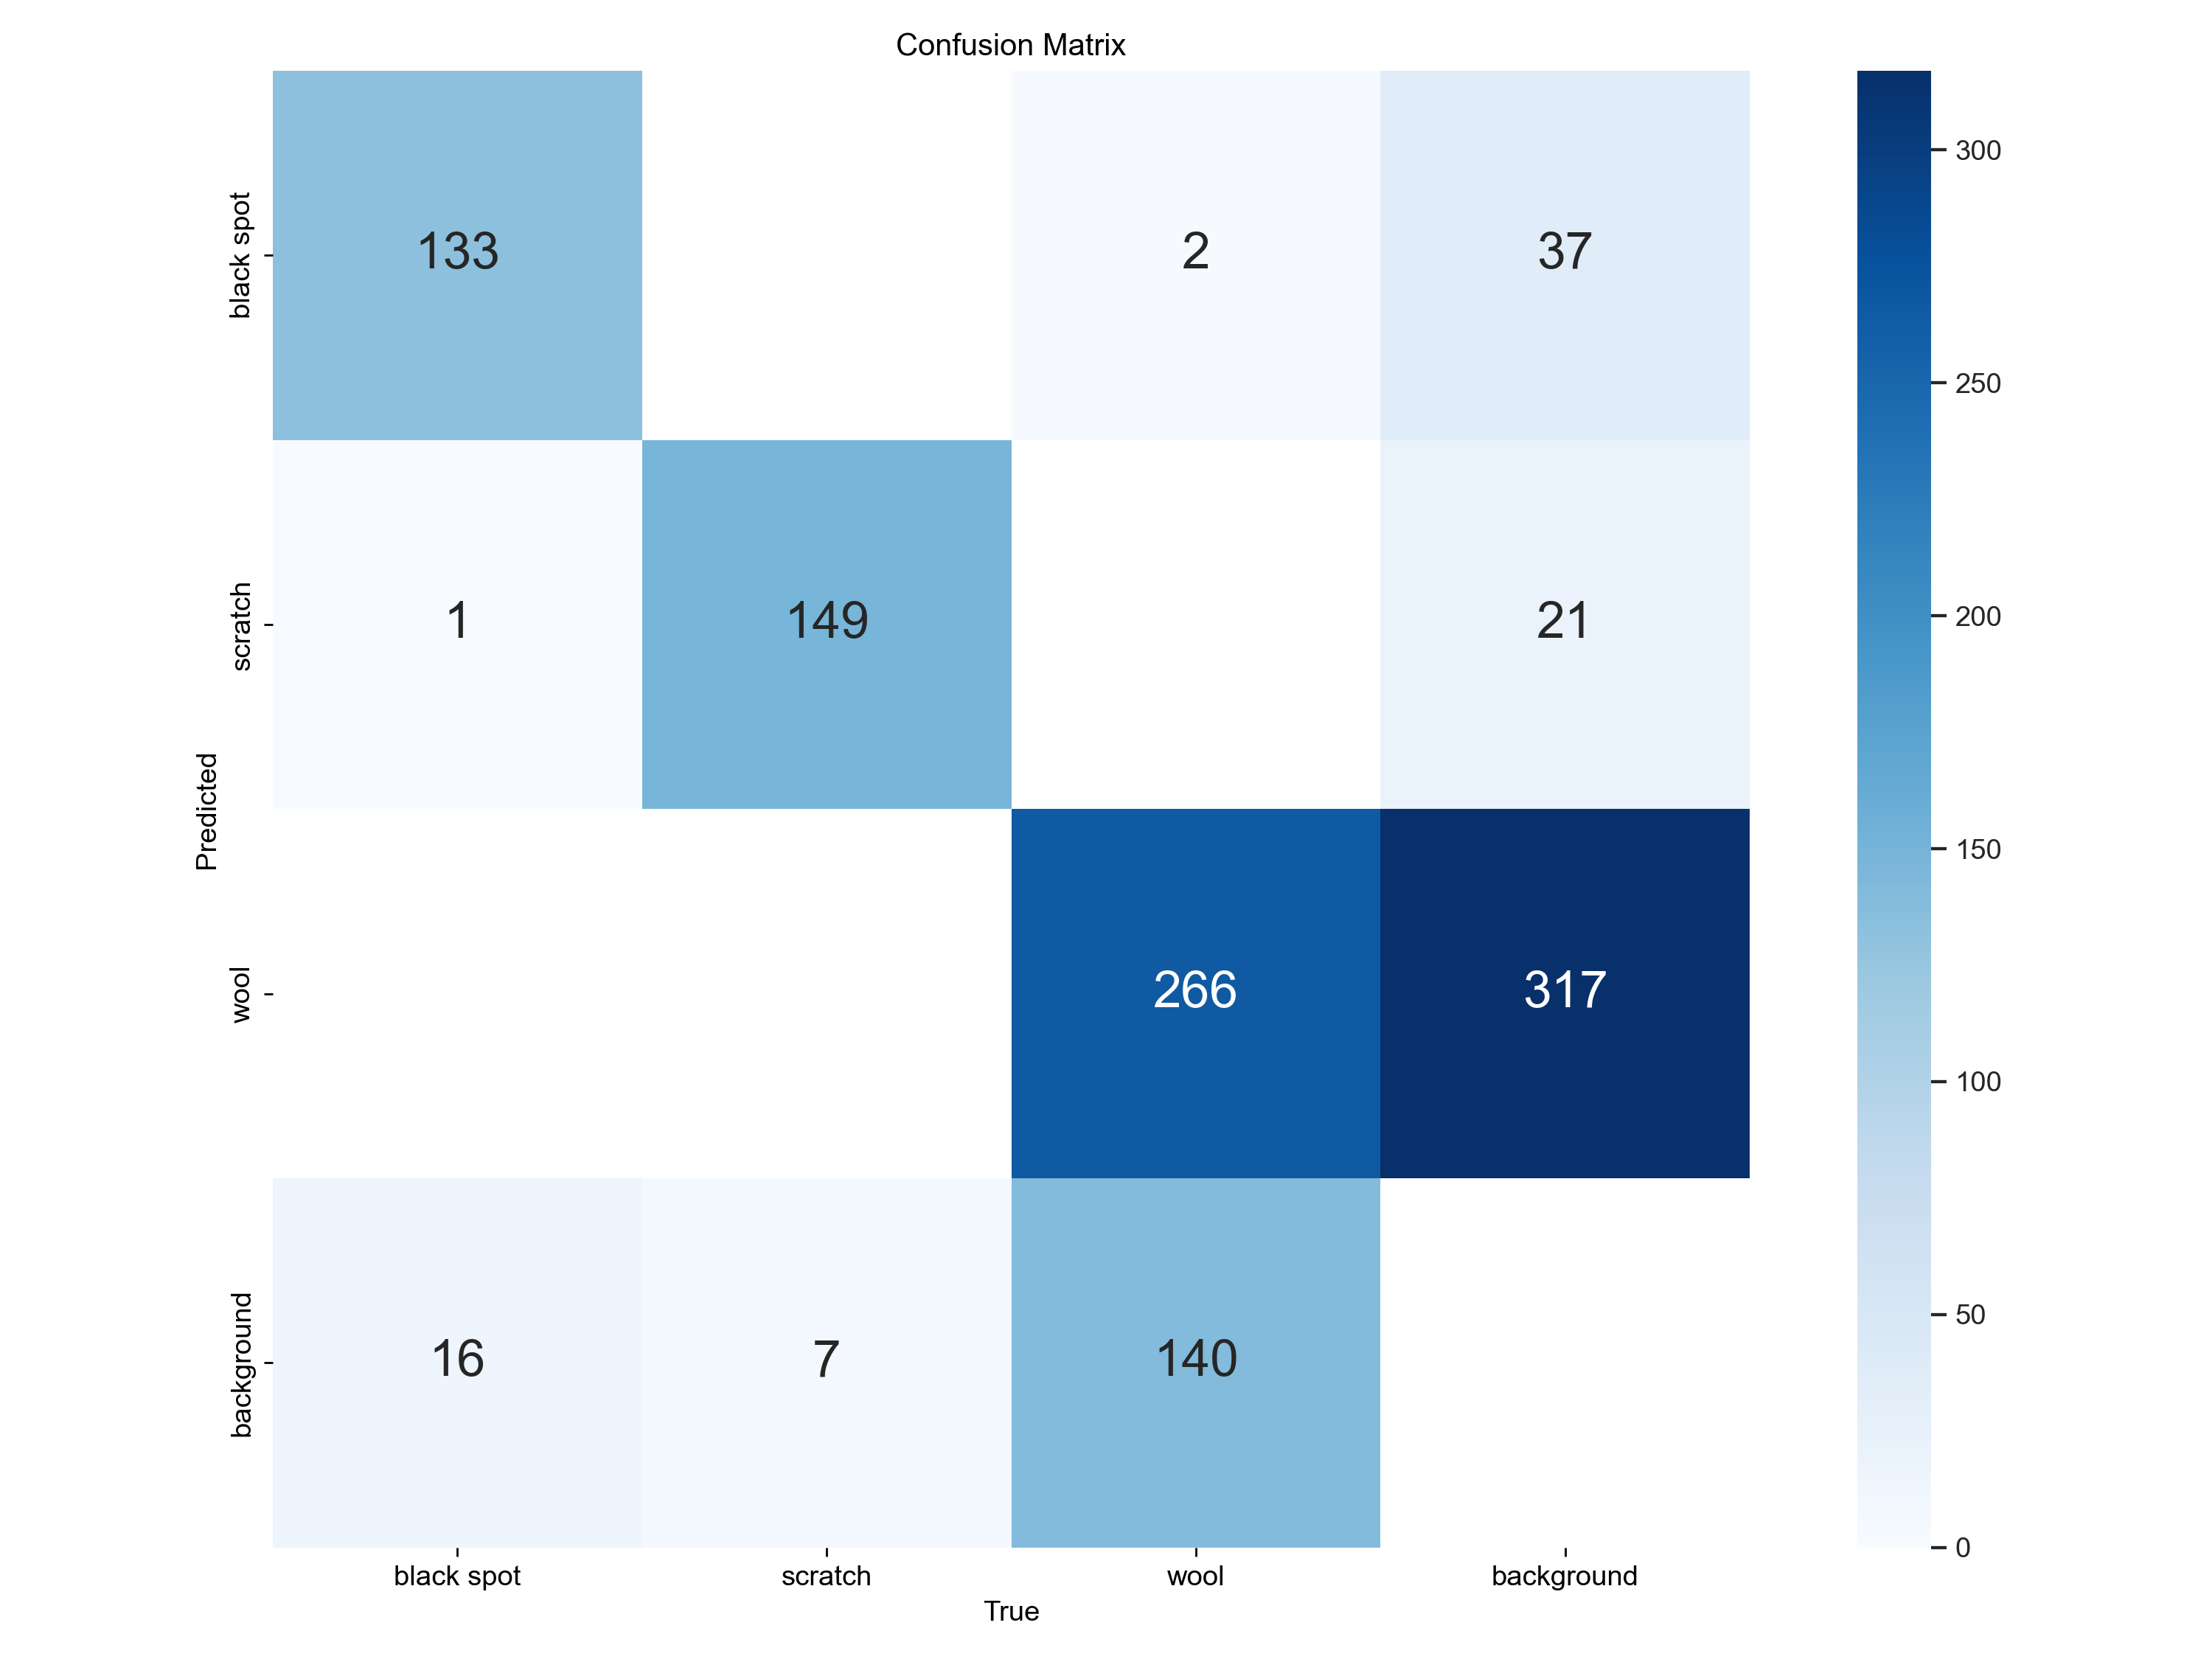 Confusion Matrix
black spot
133
2
37
scratch
1
149
21
wool
266
317
background
16
7
140
Predicted
black spot
scratch
wool
background
True
300
250
200
150
100
50
0